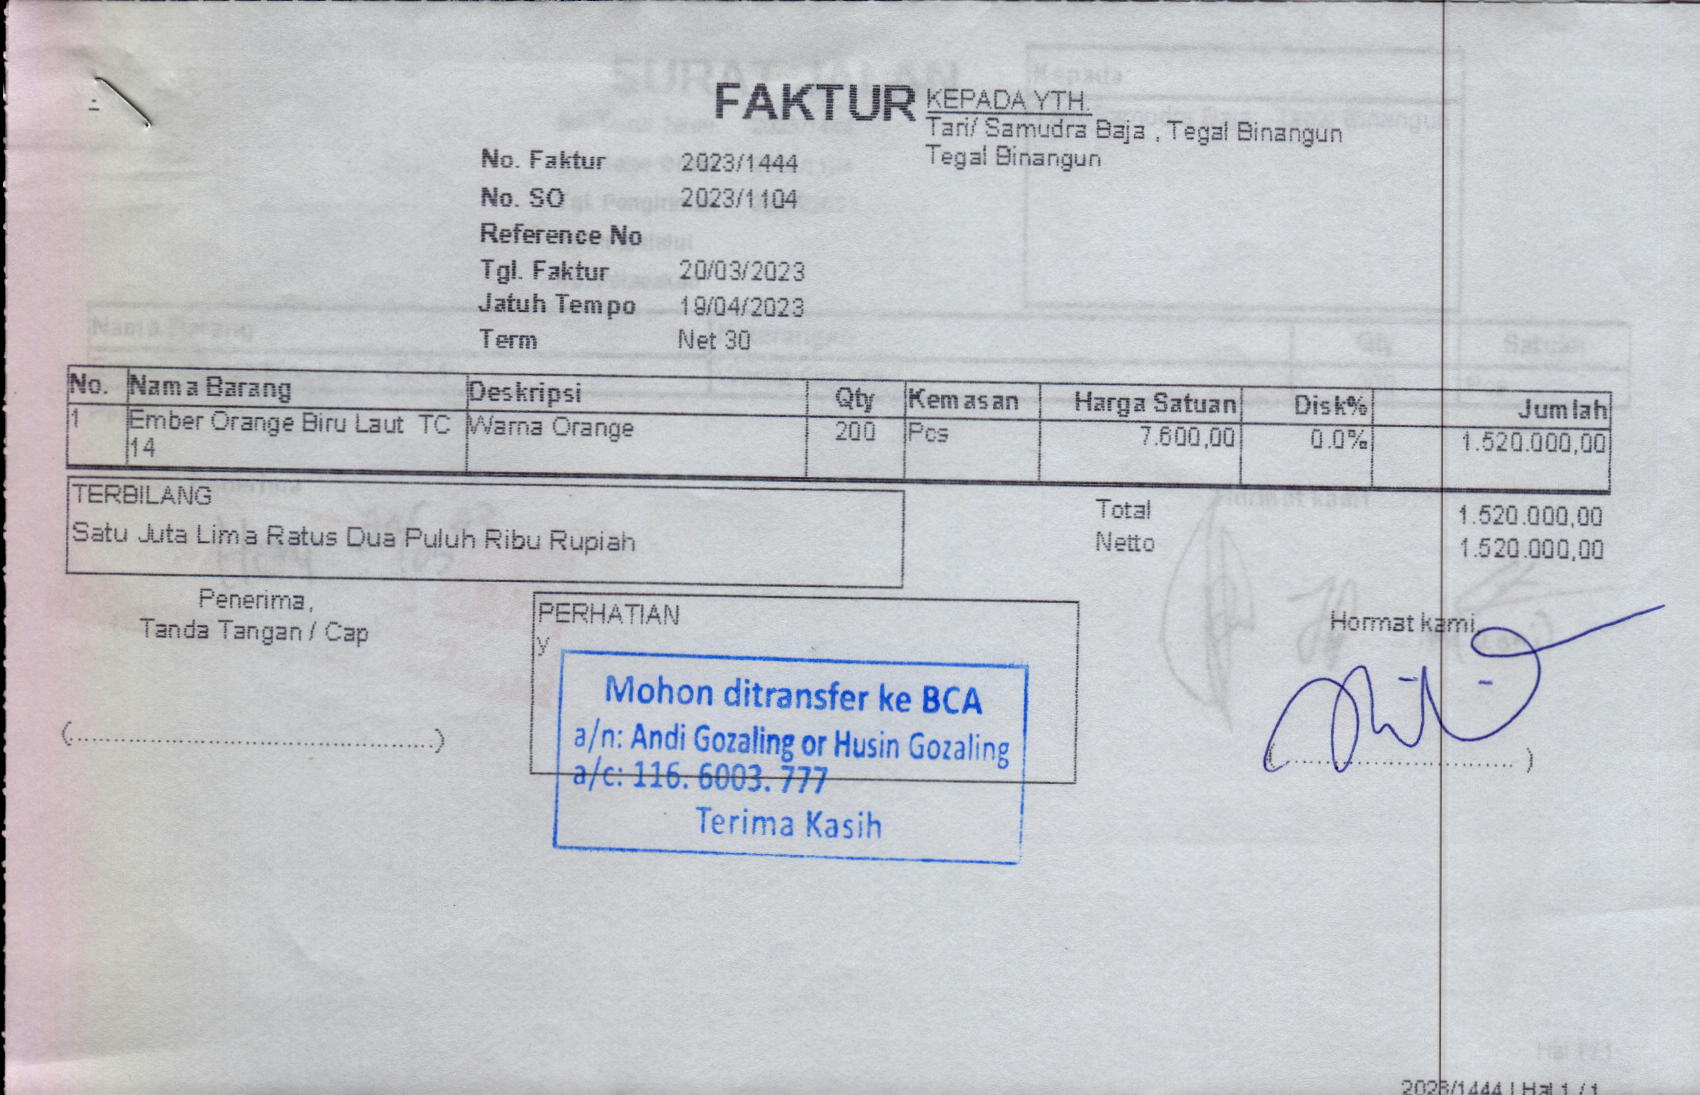 FAKTUR
KEPADA YTH.
Tari/ Samudra Baja , Tegal Binangun
Tegal Binangun
No. Faktur 2023/1444
No. SO 2023/1104
Reference No
Tgl. Faktur 20/03/2023
Jatuh Tempo 19/04/2023
Term Net 30
No. Nama Barang Deskripsi Qty Kemasan Harga Satuan Disk% Jumlah
1 Ember Orange Biru Laut TC Warna Orange 200 Pcs 7.600,00 0.0% 1.520.000,00
14
TERBILANG
Satu Juta Lima Ratus Dua Puluh Ribu Rupiah
Total 1.520.000,00
Netto 1.520.000,00
Penerima,
Tanda Tangan / Cap
(........................................)
PERHATIAN
y
Mohon ditransfer ke BCA
a/n: Andi Gozaling or Husin Gozaling
a/c: 116. 6003. 777
Terima Kasih
Hormat kami,
(........................................)
2023/1444 | Hal 1 / 1